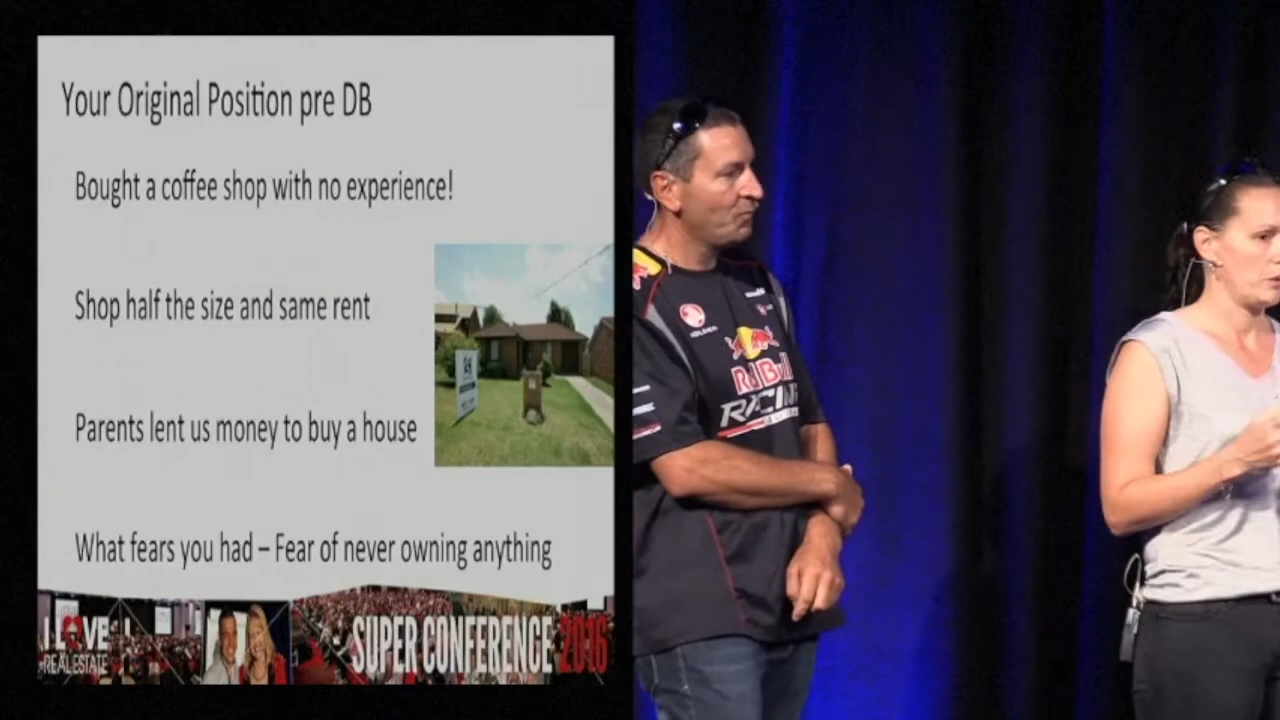 Your Original Position pre DB
Bought a coffee shop with no experience!
Shop half the size and same rent
Parents lent us money to buy a house
What fears you had – Fear of never owning anything
I LOVE
REAL ESTATE
SUPER CONFERENCE 2016
HOLDEN
Red Bull
RACING